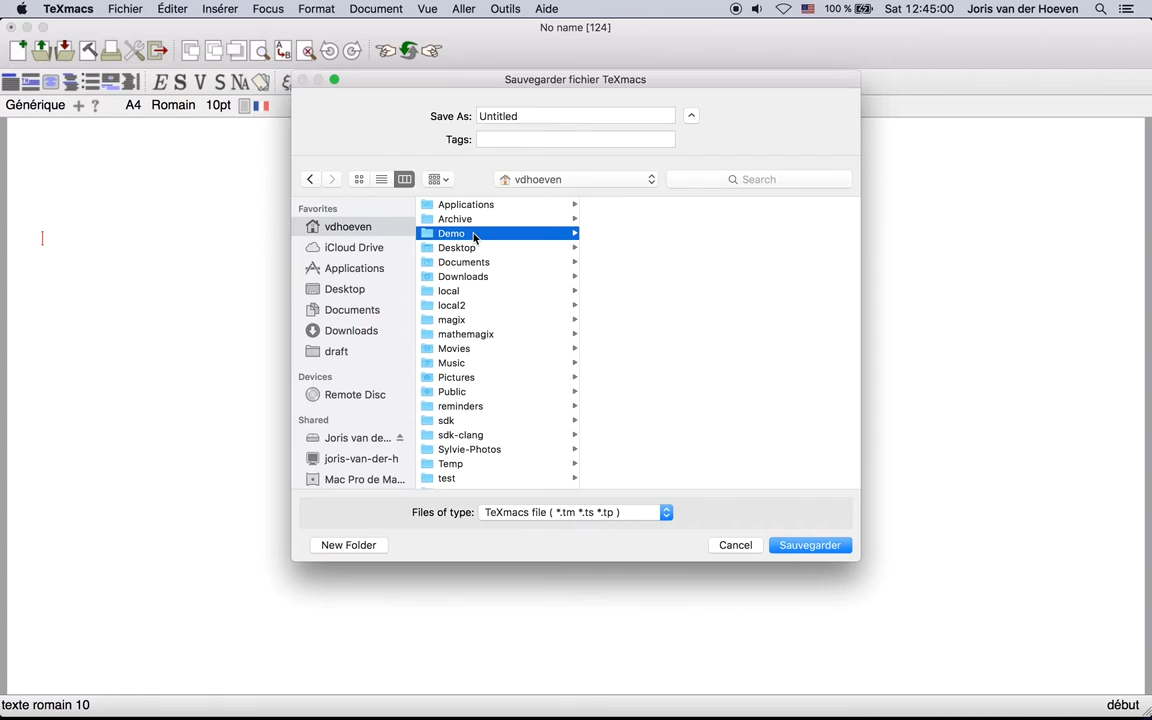 TeXmacs Fichier Éditer Insérer Focus Format Document Vue Aller Outils Aide 100 % Sat 12:45:00 Joris van der Hoeven
No name [124]
E S V S NA
Générique + ? A4 Romain 10pt
Sauvegarder fichier TeXmacs
Save As: Untitled
Tags:
vdhoeven Search
Favorites
vdhoeven
iCloud Drive
Applications
Desktop
Documents
Downloads
draft
Devices
Remote Disc
Shared
Joris van de...
joris-van-der-h
Mac Pro de Ma...
Applications
Archive
Demo
Desktop
Documents
Downloads
local
local2
magix
mathemagix
Movies
Music
Pictures
Public
reminders
sdk
sdk-clang
Sylvie-Photos
Temp
test
Files of type: TeXmacs file ( *.tm *.ts *.tp )
New Folder Cancel Sauvegarder
texte romain 10 début